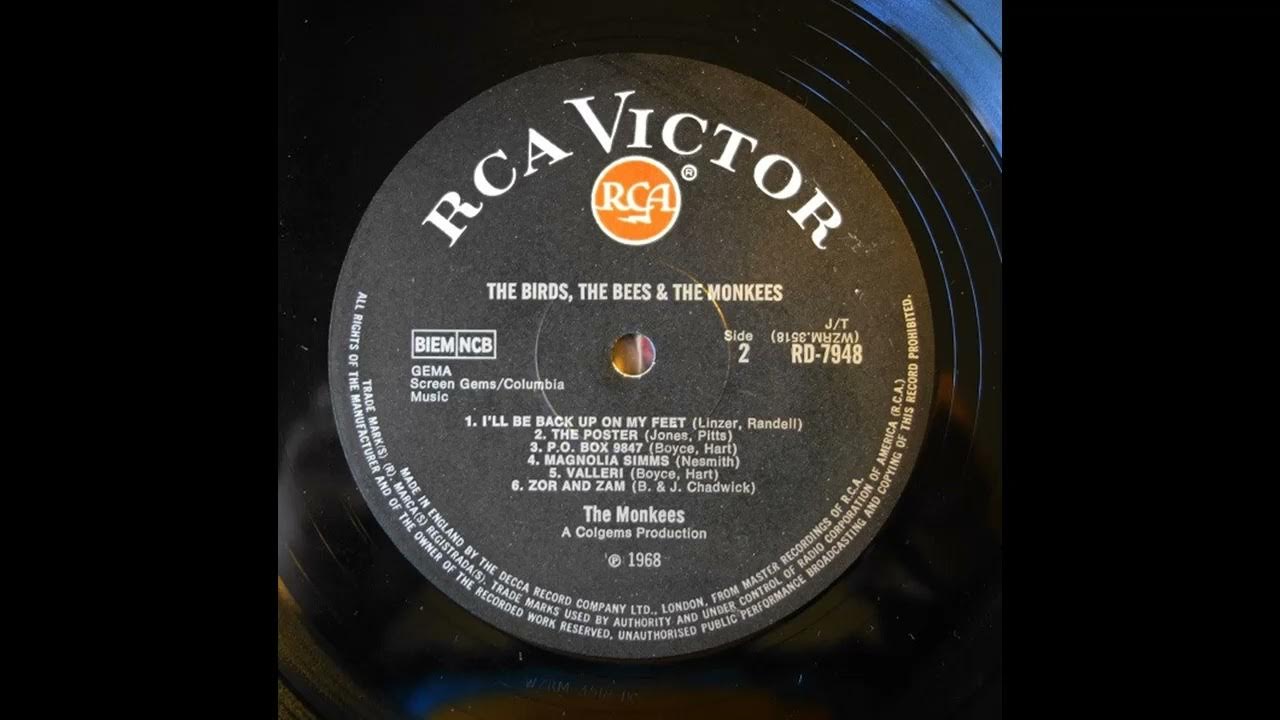 RCA VICTOR
RCA
®
THE BIRDS, THE BEES & THE MONKEES
BIEM NCB
GEMA
Screen Gems/Columbia
Music
J/T
(WZRM.3518)
Side
2
RD-7948
1. I'LL BE BACK UP ON MY FEET (Linzer, Randell)
2. THE POSTER (Jones, Pitts)
3. P.O. BOX 9847 (Boyce, Hart)
4. MAGNOLIA SIMMS (Nesmith)
5. VALLERI (Boyce, Hart)
6. ZOR AND ZAM (B. & J. Chadwick)
The Monkees
A Colgems Production
℗ 1968
MADE IN ENGLAND BY THE DECCA RECORD COMPANY LTD., LONDON, FROM MASTER RECORDINGS OF R.C.A.
TRADE MARK(S) (R), MARCA(S) REGISTRADA(S). TRADE MARKS USED BY AUTHORITY AND UNDER CONTROL OF RADIO CORPORATION OF AMERICA (R.C.A.)
ALL RIGHTS OF THE MANUFACTURER AND OF THE OWNER OF THE RECORDED WORK RESERVED, UNAUTHORISED PUBLIC PERFORMANCE BROADCASTING AND COPYING OF THIS RECORD PROHIBITED.